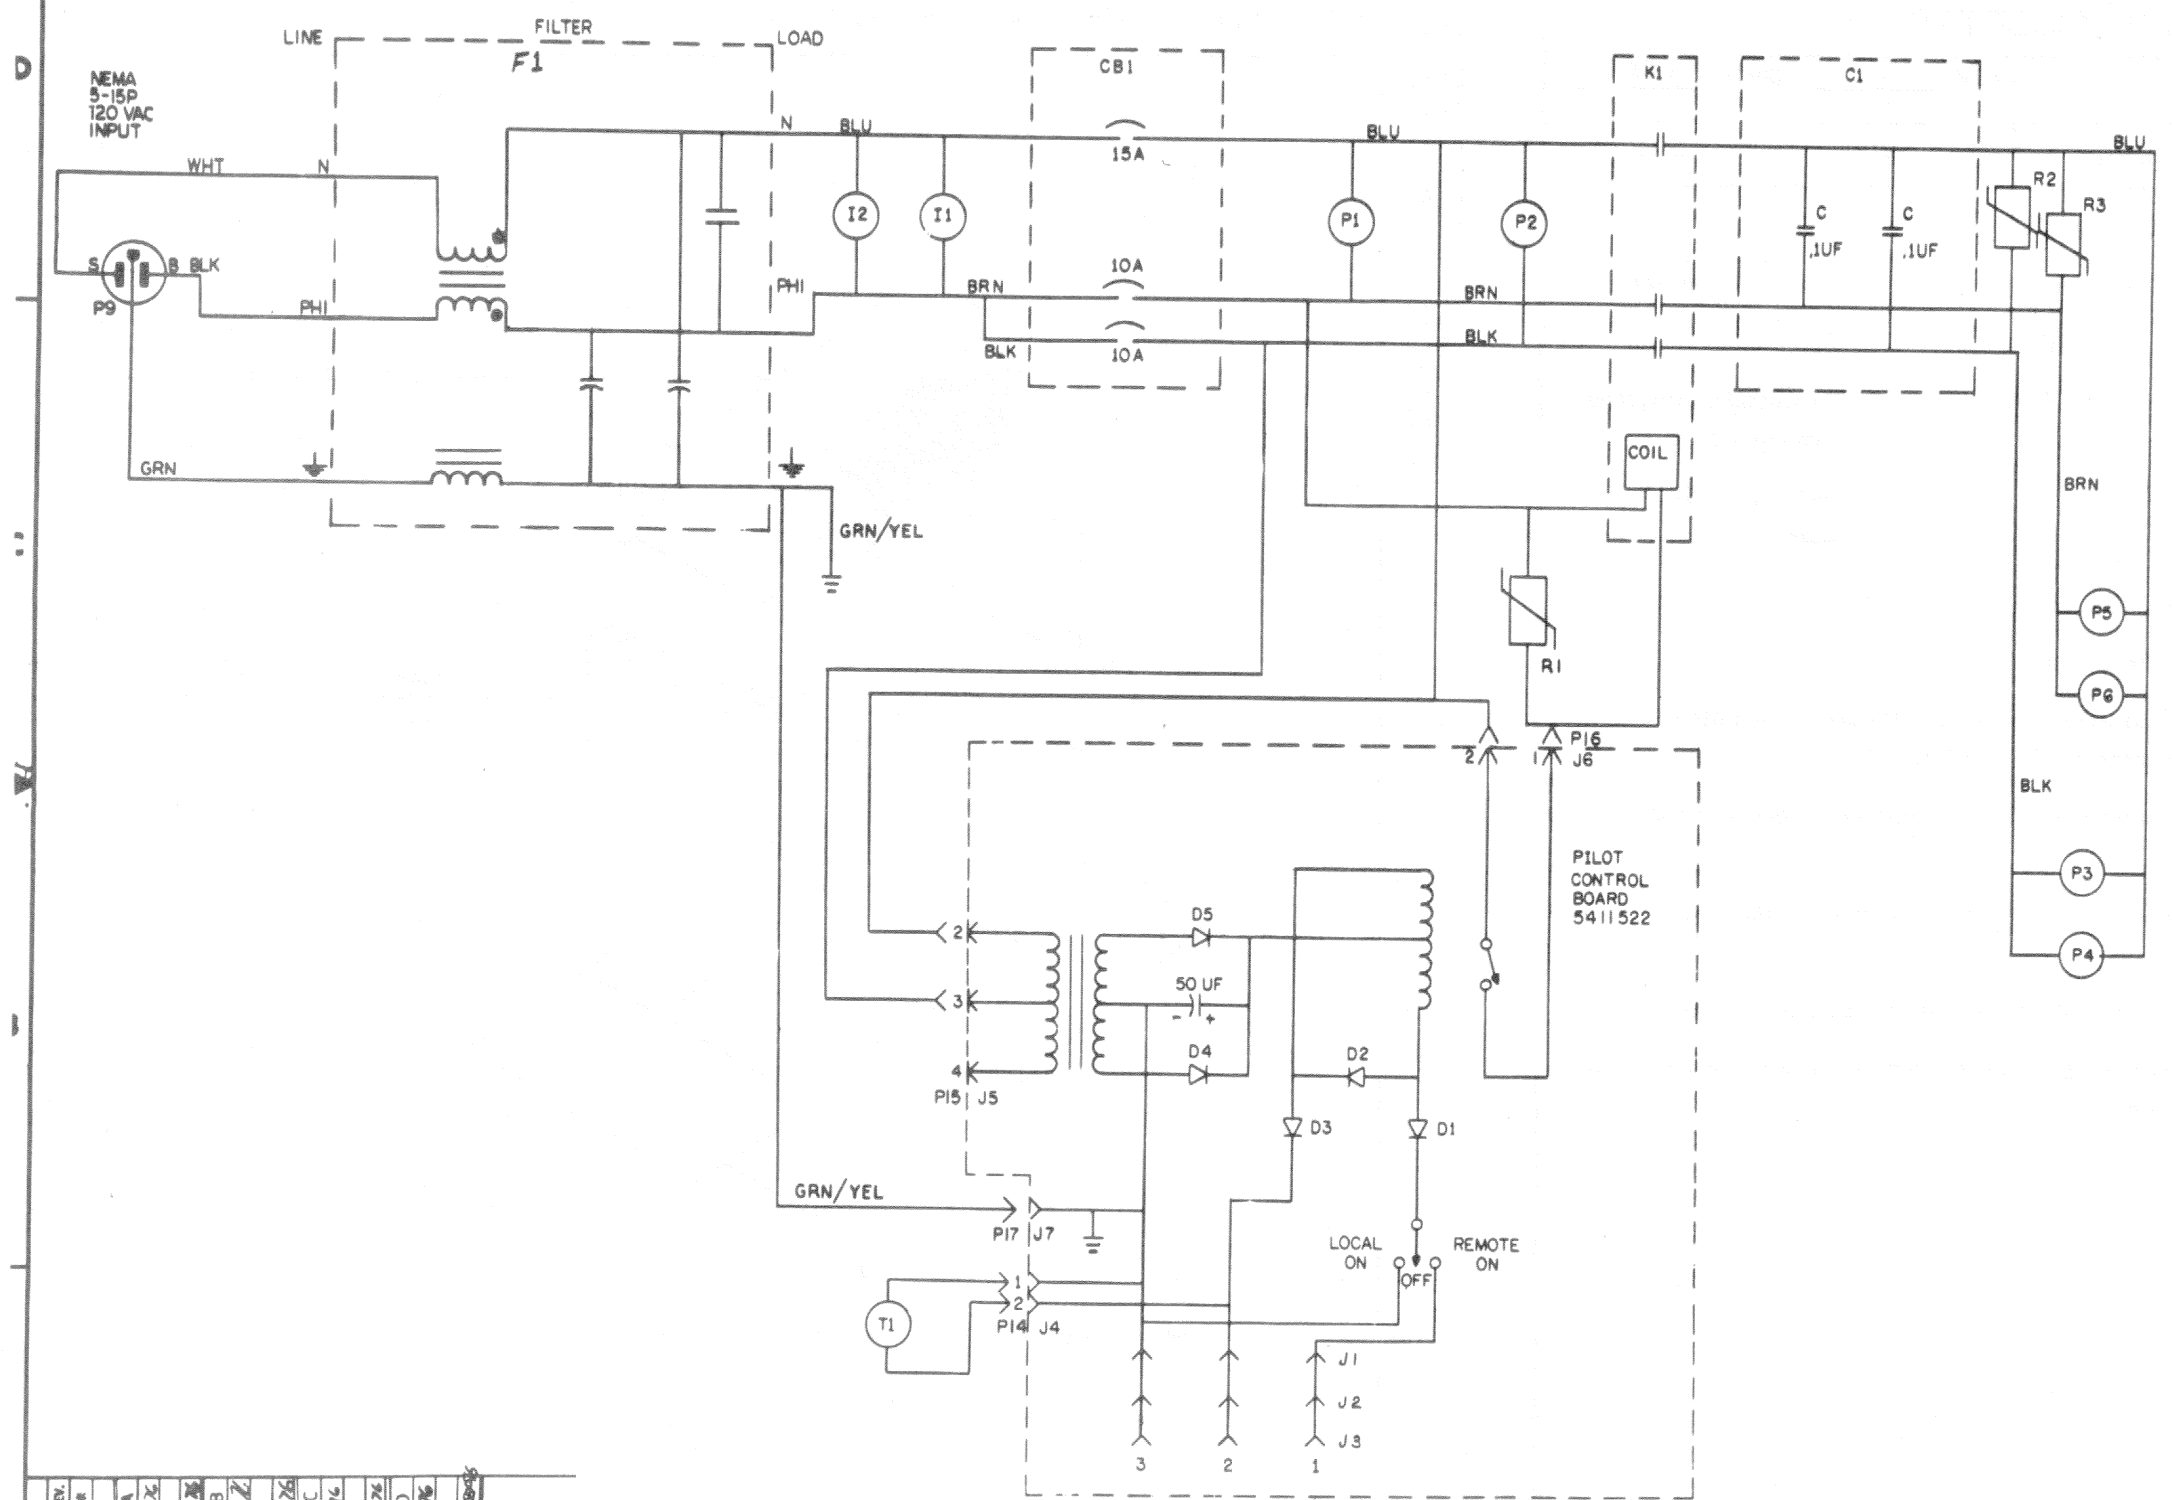 D
NEMA
5-15P
120 VAC
INPUT
LINE
FILTER
F1
LOAD
CB1
K1
C1
N
BLU
BLU
BLU
15A
WHT
N
I2
I1
P1
P2
C
.1UF
C
.1UF
R2
R3
S
B
BLK
P9
PHI
PHI
BRN
10A
BRN
BLK
10A
BLK
GRN
GRN/YEL
COIL
BRN
R1
P5
P6
P16
2
1
J6
BLK
PILOT
CONTROL
BOARD
5411522
P3
P4
2
3
4
P15
J5
D5
50 UF
-
+
D4
D2
D3
D1
GRN/YEL
P17
J7
LOCAL
ON
OFF
REMOTE
ON
1
2
P14
J4
T1
J1
J2
J3
3
2
1